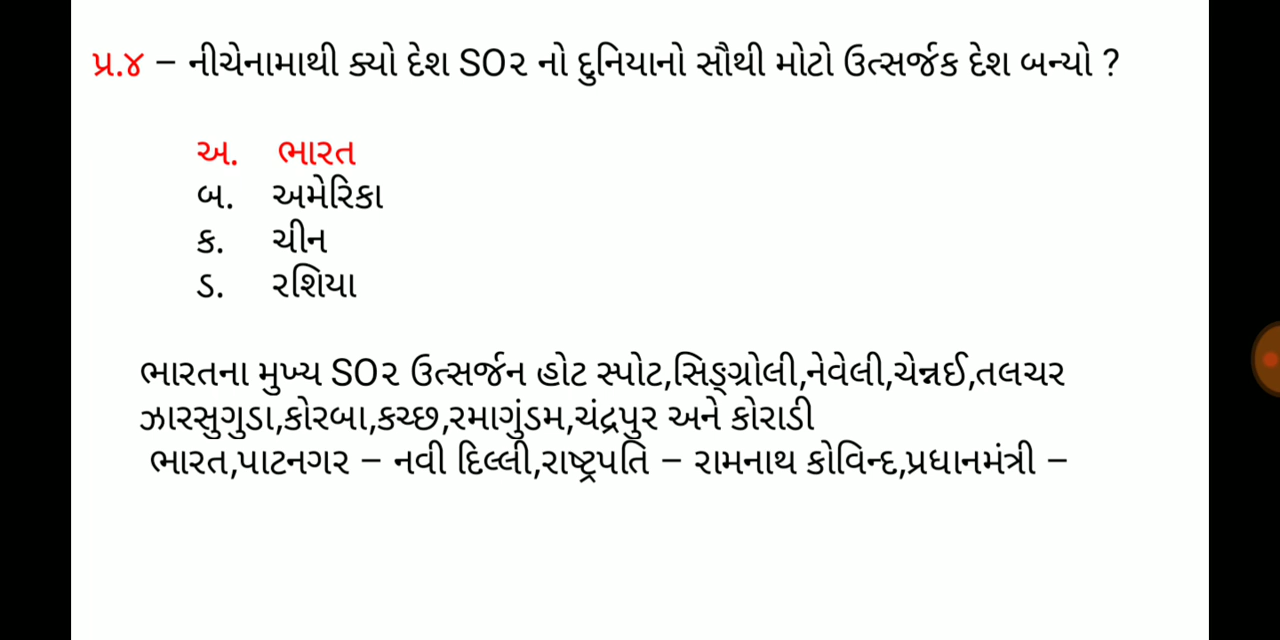 પ્ર.૪ – નીચેનામાથી ક્યો દેશ SO૨ નો દુનિયાનો સૌથી મોટો ઉત્સર્જક દેશ બન્યો ?
અ. ભારત
બ. અમેરિકા
ક. ચીન
ડ. રશિયા
ભારતના મુખ્ય SO૨ ઉત્સર્જન હોટ સ્પોટ,સિઙ્ગ્રોલી,નેવેલી,ચેન્નઈ,તલચર
ઝારસુગુડા,કોરબા,કચ્છ,રમાગુંડમ,ચંદ્રપુર અને કોરાડી
ભારત,પાટનગર – નવી દિલ્લી,રાષ્ટ્રપતિ – રામનાથ કોવિન્દ,પ્રધાનમંત્રી –